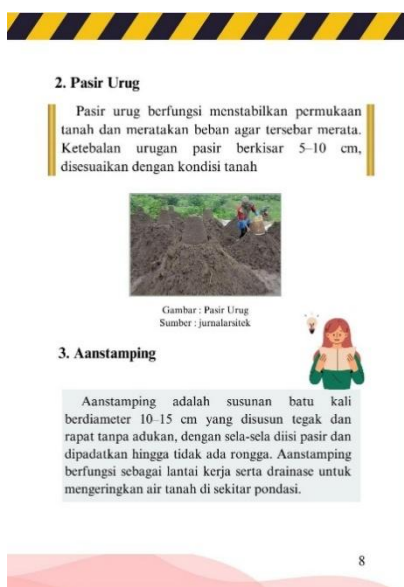 2. Pasir Urug
Pasir urug berfungsi menstabilkan permukaan
tanah dan meratakan beban agar tersebar merata.
Ketebalan urugan pasir berkisar 5–10 cm,
disesuaikan dengan kondisi tanah
Gambar : Pasir Urug
Sumber : jurnalarsitek
3. Aanstamping
Aanstamping adalah susunan batu kali
berdiameter 10–15 cm yang disusun tegak dan
rapat tanpa adukan, dengan sela-sela diisi pasir dan
dipadatkan hingga tidak ada rongga. Aanstamping
berfungsi sebagai lantai kerja serta drainase untuk
mengeringkan air tanah di sekitar pondasi.
8